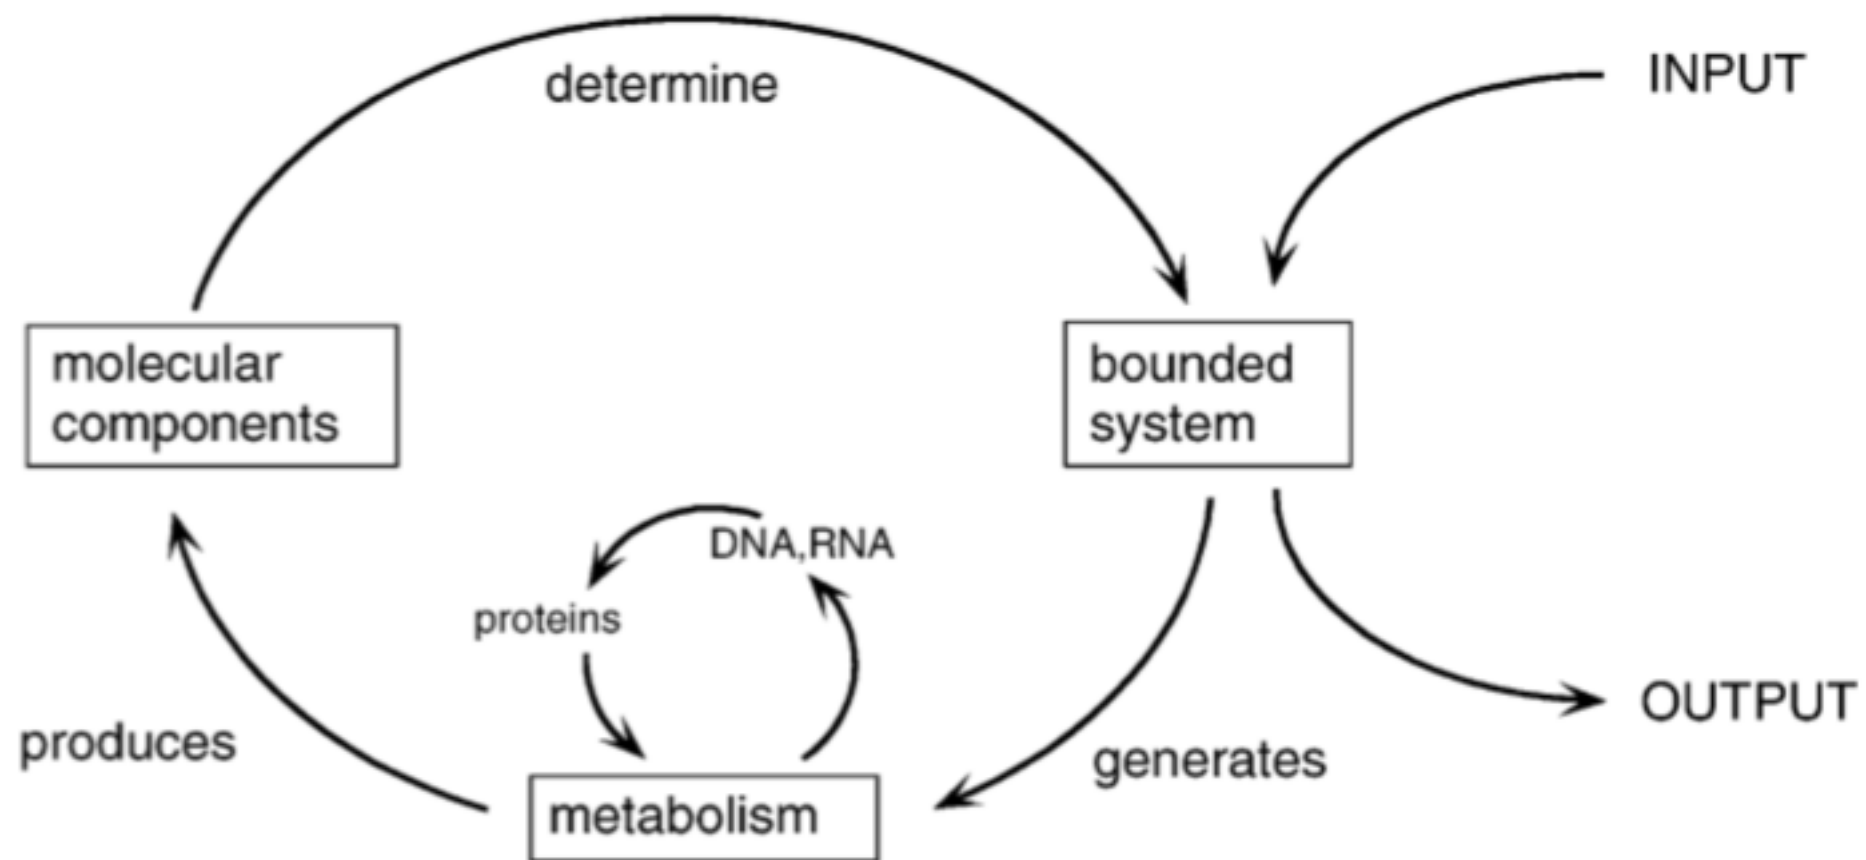 determine
INPUT
molecular
components
bounded
system
DNA,RNA
proteins
produces
OUTPUT
generates
metabolism